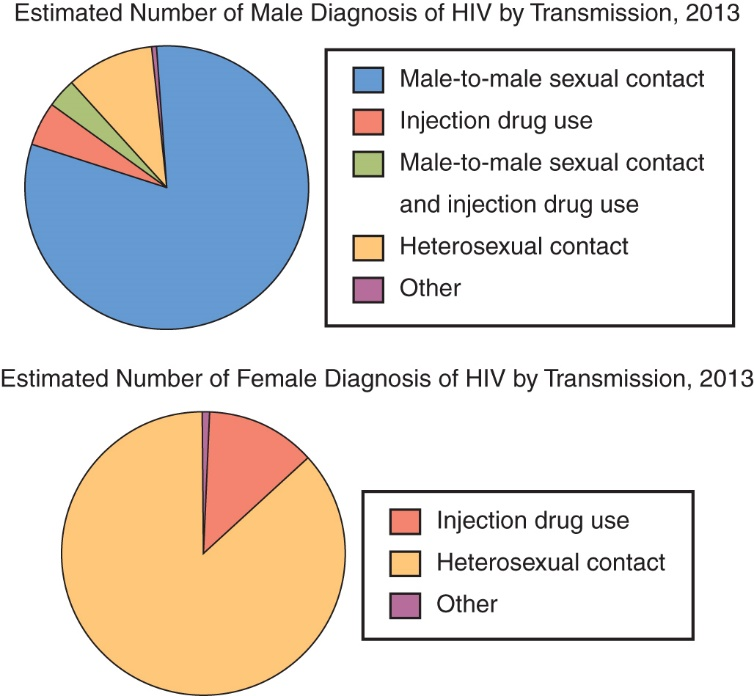 Estimated Number of Male Diagnosis of HIV by Transmission, 2013
Male-to-male sexual contact
Injection drug use
Male-to-male sexual contact
and injection drug use
Heterosexual contact
Other
Estimated Number of Female Diagnosis of HIV by Transmission, 2013
Injection drug use
Heterosexual contact
Other